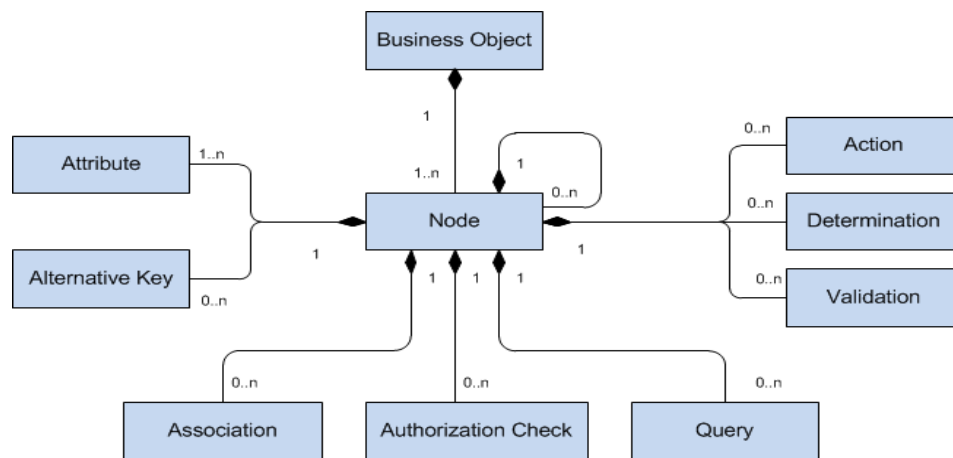 Business Object
1
1..n
1
0..n
Attribute
1..n
Alternative Key
0..n
1
Node
1
0..n
Action
0..n
Determination
0..n
Validation
1
1
1
0..n
0..n
0..n
Association
Authorization Check
Query